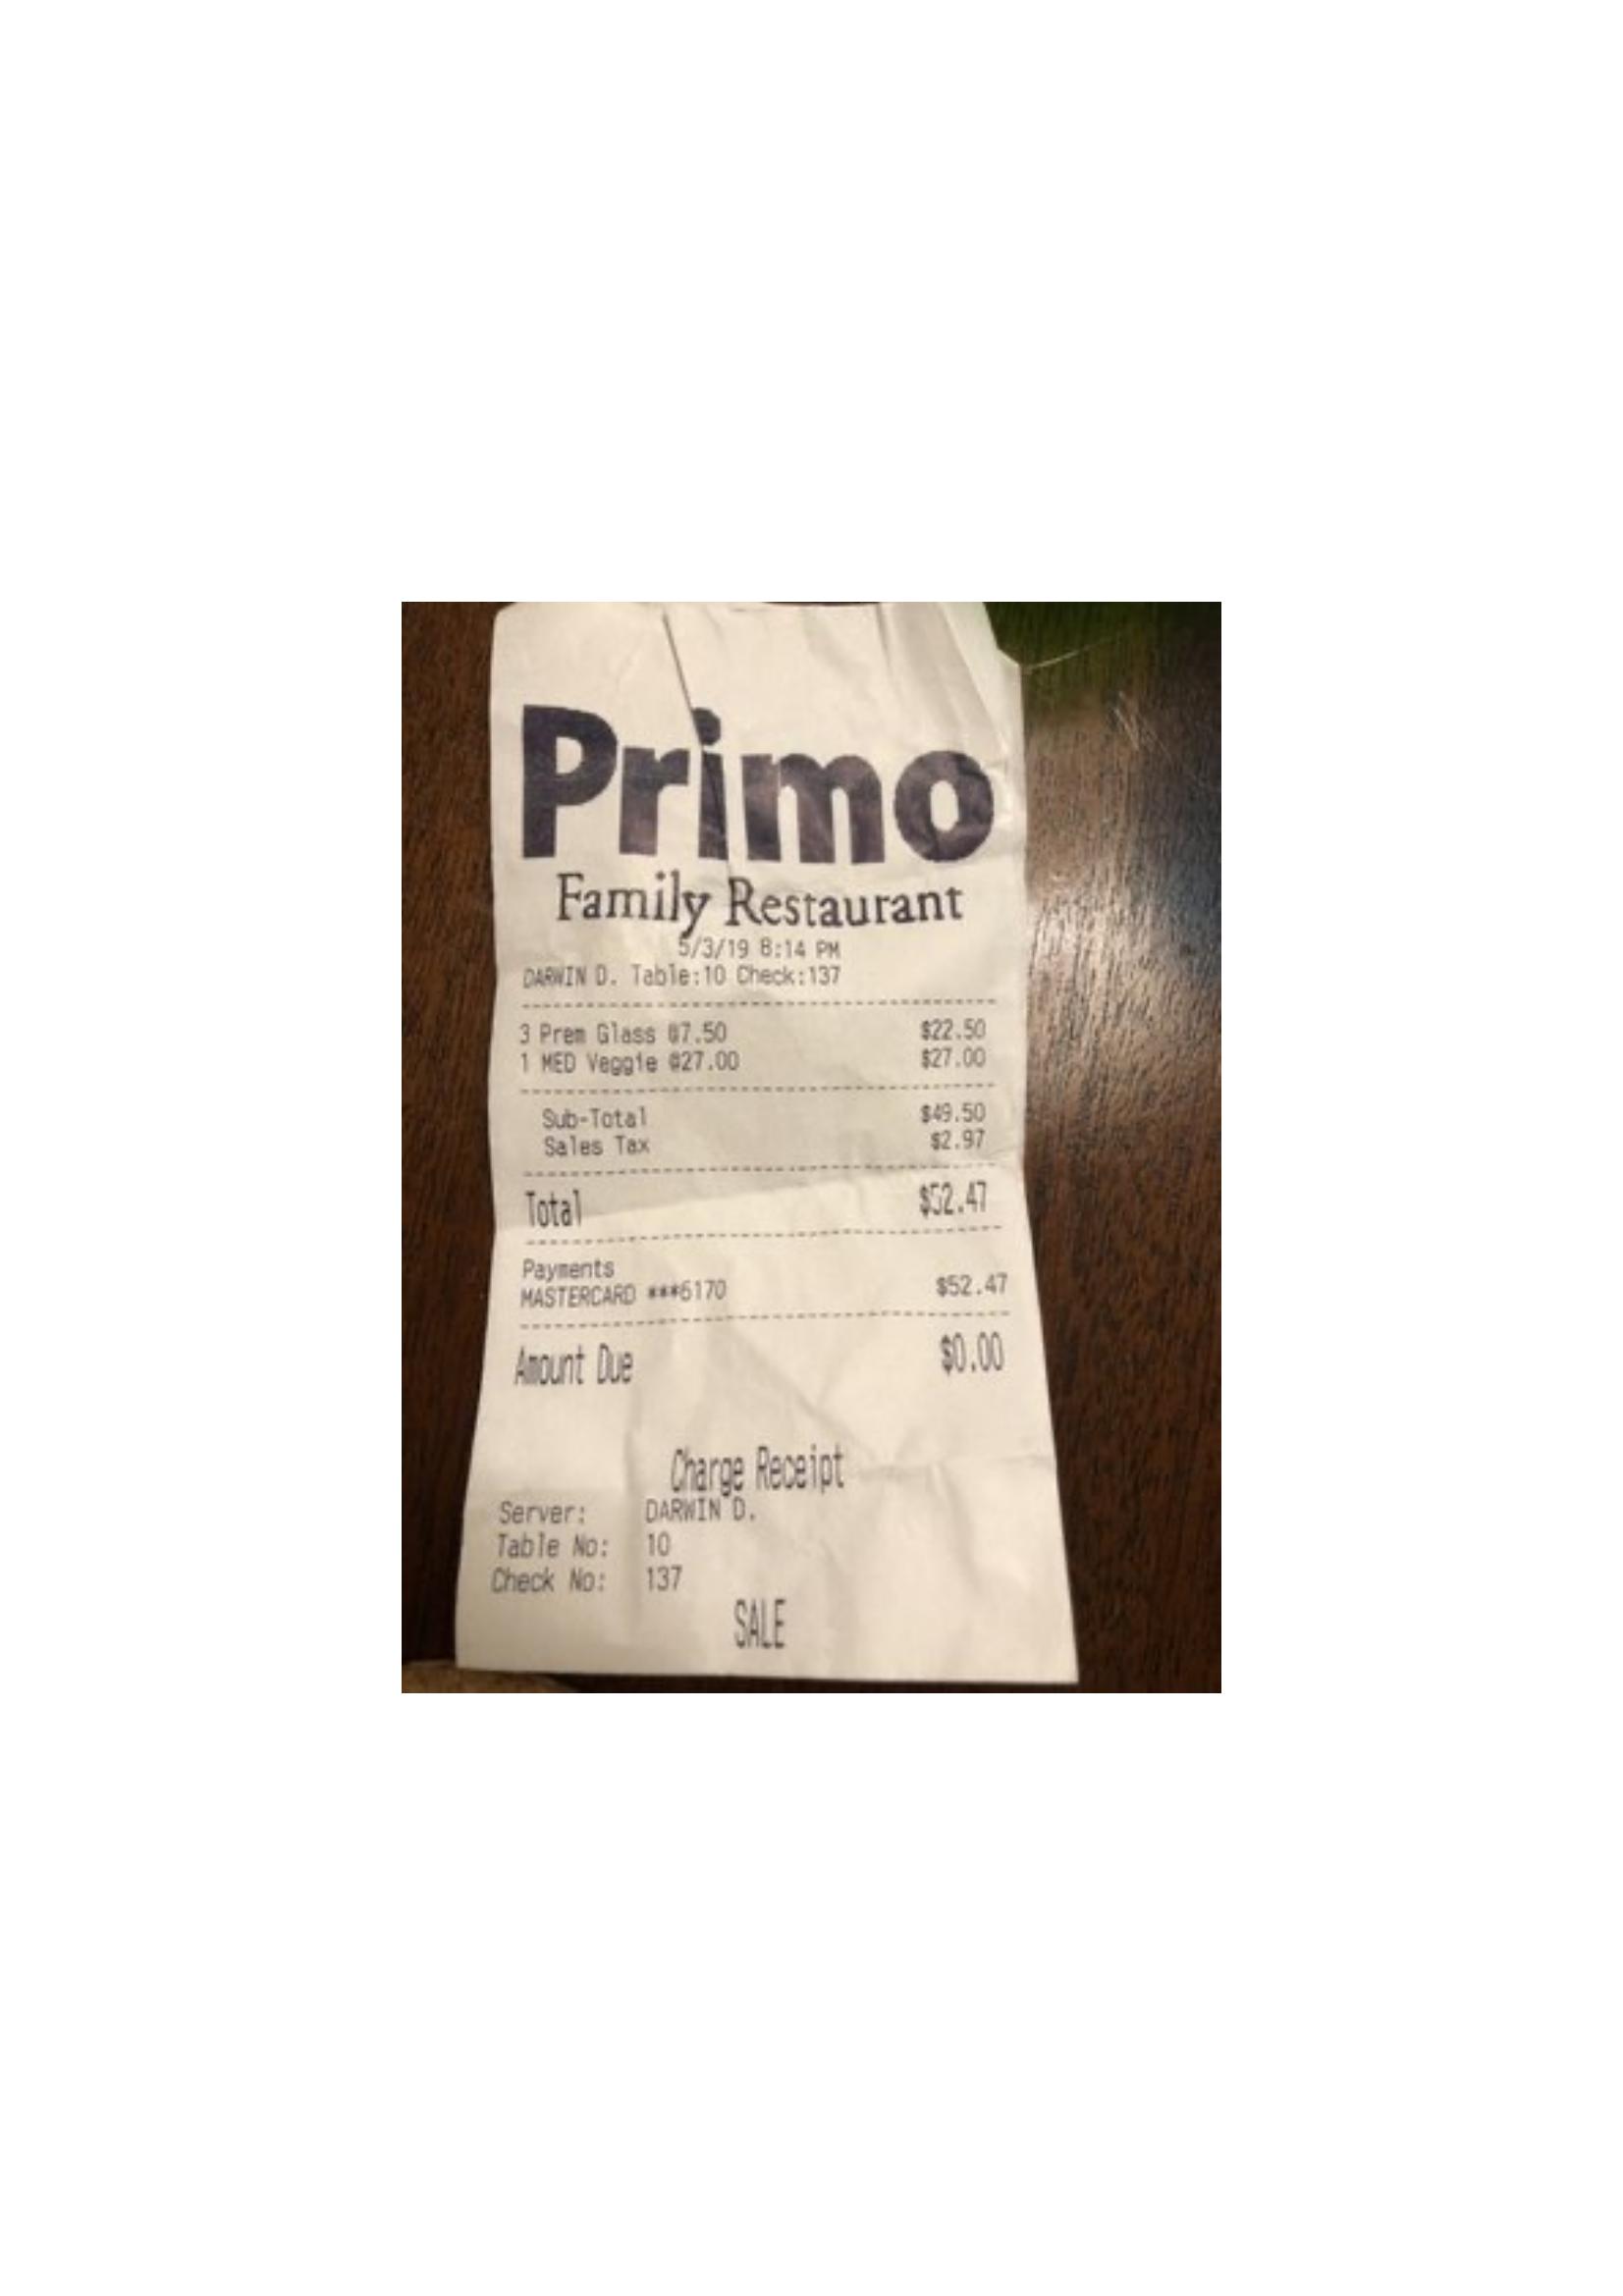 Primo
Family Restaurant
5/3/19 8:14 PM
DARWIN D. Table:10 Check:137
3 Prem Glass @7.50 $22.50
1 MED Veggie @27.00 $27.00
Sub-Total $49.50
Sales Tax $2.97
Total $52.47
Payments
MASTERCARD ***6170 $52.47
Amount Due $0.00
Charge Receipt
Server: DARWIN D.
Table No: 10
Check No: 137
SALE